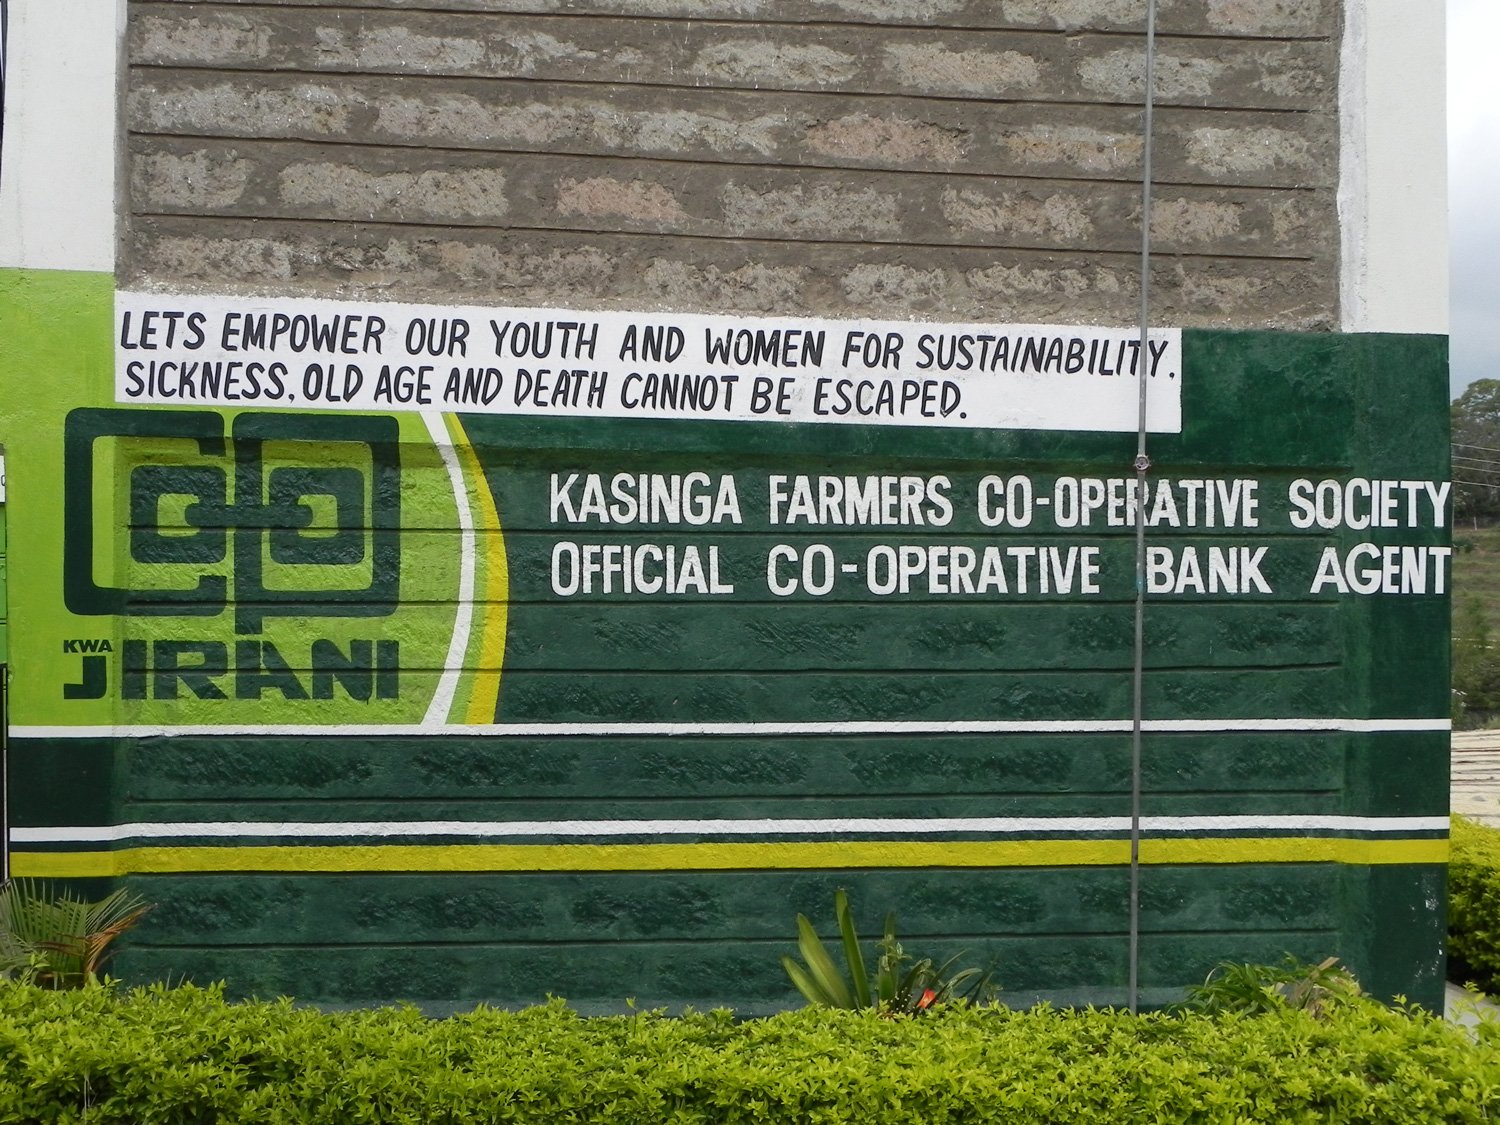 LETS EMPOWER OUR YOUTH AND WOMEN FOR SUSTAINABILITY.
SICKNESS, OLD AGE AND DEATH CANNOT BE ESCAPED.
KASINGA FARMERS CO-OPERATIVE SOCIETY
OFFICIAL CO-OPERATIVE BANK AGENT
COP
KWA
JIRANI